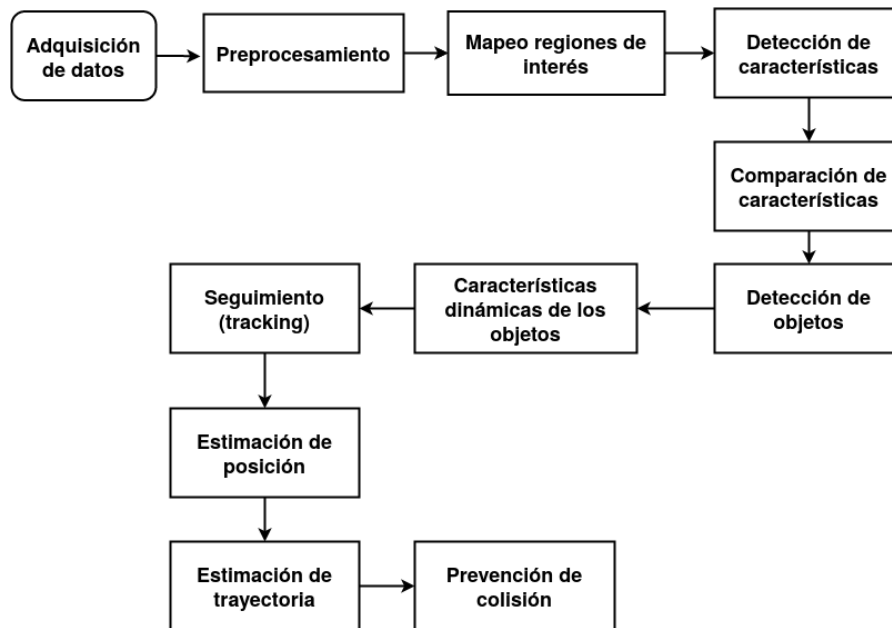 Adquisición
de datos
Preprocesamiento
Mapeo regiones de
interés
Detección de
características
Comparación de
características
Detección de
objetos
Características
dinámicas de los
objetos
Seguimiento
(tracking)
Estimación de
posición
Estimación de
trayectoria
Prevención de
colisión